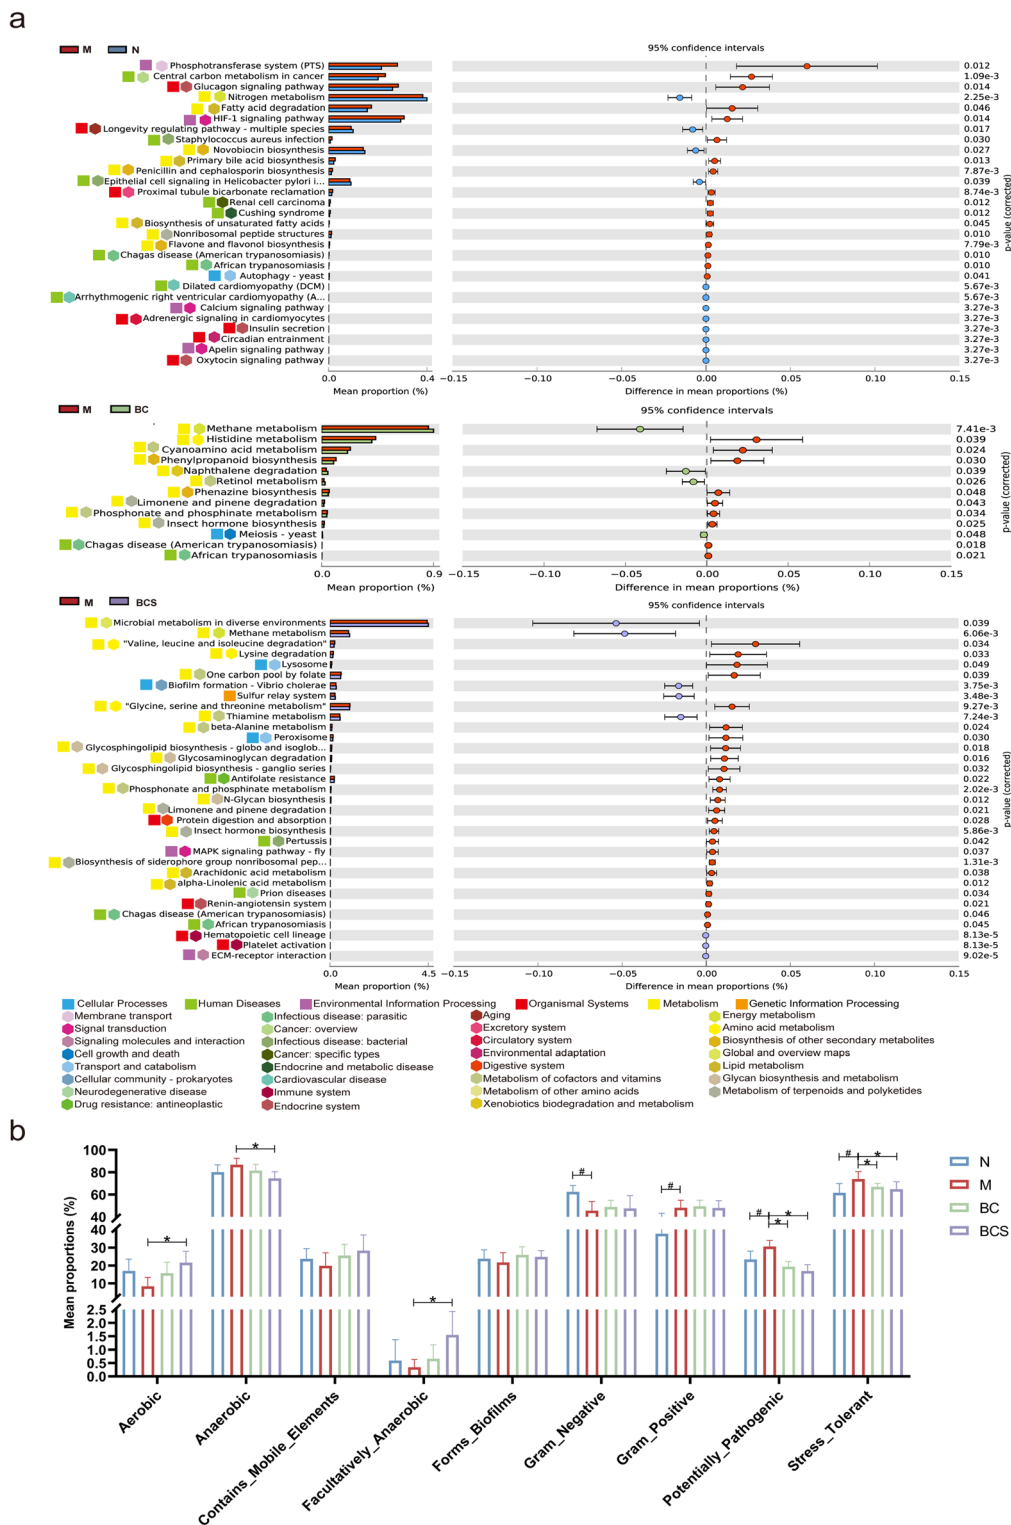 a
M N 95% confidence intervals
Phosphotransferase system (PTS) 0.012
Central carbon metabolism in cancer 1.09e-3
Glucagon signaling pathway 0.014
Nitrogen metabolism 2.25e-3
Fatty acid degradation 0.046
HIF-1 signaling pathway 0.014
Longevity regulating pathway - multiple species 0.017
Staphylococcus aureus infection 0.030
Novobiocin biosynthesis 0.027
Primary bile acid biosynthesis 0.013
Penicillin and cephalosporin biosynthesis 7.87e-3
Epithelial cell signaling in Helicobacter pylori i... 0.039
Proximal tubule bicarbonate reclamation 8.74e-3
Renal cell carcinoma 0.012
Cushing syndrome 0.012
Biosynthesis of unsaturated fatty acids 0.045
Nonribosomal peptide structures 0.010
Flavone and flavonol biosynthesis 7.79e-3
Chagas disease (American trypanosomiasis) 0.010
African trypanosomiasis 0.010
Autophagy - yeast 0.041
Dilated cardiomyopathy (DCM) 5.67e-3
Arrhythmogenic right ventricular cardiomyopathy (A... 5.67e-3
Calcium signaling pathway 3.27e-3
Adrenergic signaling in cardiomyocytes 3.27e-3
Insulin secretion 3.27e-3
Circadian entrainment 3.27e-3
Apelin signaling pathway 3.27e-3
Oxytocin signaling pathway 3.27e-3
p-value (corrected)
0.0 0.4 −0.15 −0.10 −0.05 0.00 0.05 0.10 0.15
Mean proportion (%) Difference in mean proportions (%)
M BC 95% confidence intervals
Methane metabolism 7.41e-3
Histidine metabolism 0.039
Cyanoamino acid metabolism 0.024
Phenylpropanoid biosynthesis 0.030
Naphthalene degradation 0.039
Retinol metabolism 0.026
Phenazine biosynthesis 0.048
Limonene and pinene degradation 0.043
Phosphonate and phosphinate metabolism 0.034
Insect hormone biosynthesis 0.025
Meiosis - yeast 0.048
Chagas disease (American trypanosomiasis) 0.018
African trypanosomiasis 0.021
p-value (corrected)
0.0 0.9 −0.15 −0.10 −0.05 0.00 0.05 0.10 0.15
Mean proportion (%) Difference in mean proportions (%)
M BCS 95% confidence intervals
Microbial metabolism in diverse environments 0.039
Methane metabolism 6.06e-3
"Valine, leucine and isoleucine degradation" 0.034
Lysine degradation 0.033
Lysosome 0.049
One carbon pool by folate 0.039
Biofilm formation - Vibrio cholerae 3.75e-3
Sulfur relay system 3.48e-3
"Glycine, serine and threonine metabolism" 9.27e-3
Thiamine metabolism 7.24e-3
beta-Alanine metabolism 0.024
Peroxisome 0.030
Glycosphingolipid biosynthesis - globo and isoglob... 0.018
Glycosaminoglycan degradation 0.016
Glycosphingolipid biosynthesis - ganglio series 0.032
Antifolate resistance 0.022
Phosphonate and phosphinate metabolism 2.02e-3
N-Glycan biosynthesis 0.012
Limonene and pinene degradation 0.021
Protein digestion and absorption 0.028
Insect hormone biosynthesis 5.86e-3
Pertussis 0.042
MAPK signaling pathway - fly 0.037
Biosynthesis of siderophore group nonribosomal pep... 1.31e-3
Arachidonic acid metabolism 0.038
alpha-Linolenic acid metabolism 0.012
Prion diseases 0.034
Renin-angiotensin system 0.021
Chagas disease (American trypanosomiasis) 0.046
African trypanosomiasis 0.045
Hematopoietic cell lineage 8.13e-5
Platelet activation 8.13e-5
ECM-receptor interaction 9.02e-5
p-value (corrected)
0.0 4.5 −0.15 −0.10 −0.05 0.00 0.05 0.10 0.15
Mean proportion (%) Difference in mean proportions (%)
Cellular Processes Human Diseases Environmental Information Processing Organismal Systems Metabolism Genetic Information Processing
Membrane transport Infectious disease: parasitic Aging Energy metabolism
Signal transduction Cancer: overview Excretory system Amino acid metabolism
Signaling molecules and interaction Infectious disease: bacterial Circulatory system Biosynthesis of other secondary metabolites
Cell growth and death Cancer: specific types Environmental adaptation Global and overview maps
Transport and catabolism Endocrine and metabolic disease Digestive system Lipid metabolism
Cellular community - prokaryotes Cardiovascular disease Metabolism of cofactors and vitamins Glycan biosynthesis and metabolism
Neurodegenerative disease Immune system Metabolism of other amino acids Metabolism of terpenoids and polyketides
Drug resistance: antineoplastic Endocrine system Xenobiotics biodegradation and metabolism
b
Mean proportions (%)
100
80
60
40
40
30
20
10
2.5
2.0
1.5
1.0
0.5
0.0
* * * # # # * * # * *
N
M
BC
BCS
Aerobic
Anaerobic
Contains_Mobile_Elements
Facultatively_Anaerobic
Forms_Biofilms
Gram_Negative
Gram_Positive
Potentially_Pathogenic
Stress_Tolerant